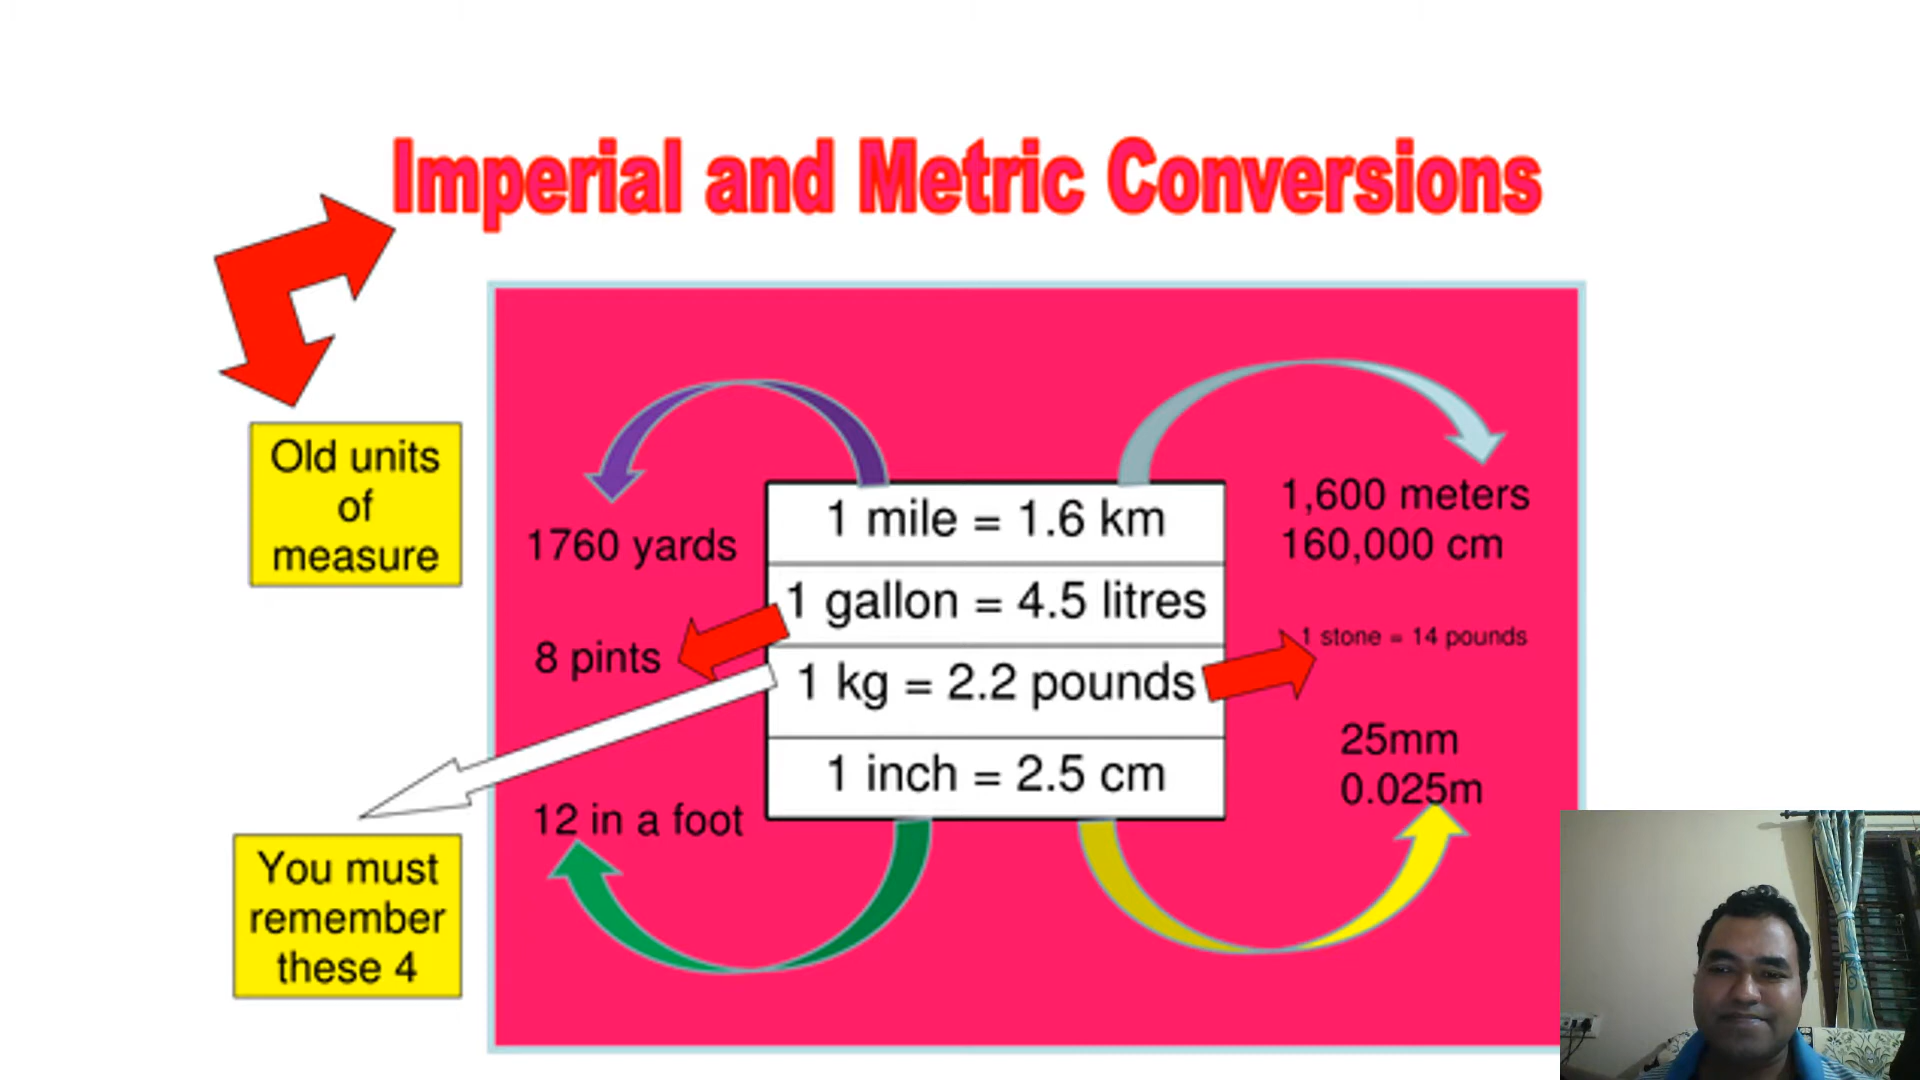 Imperial and Metric Conversions
Old units
of
measure
1760 yards
1 mile = 1.6 km
1,600 meters
160,000 cm
8 pints
1 gallon = 4.5 litres
1 stone = 14 pounds
1 kg = 2.2 pounds
25mm
0.025m
12 in a foot
1 inch = 2.5 cm
You must
remember
these 4